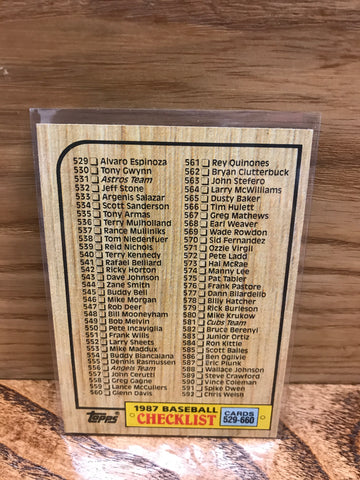 529 Alvaro Espinoza
530 Tony Gwynn
531 Astros Team
532 Jeff Stone
533 Argenis Salazar
534 Scott Sanderson
535 Tony Armas
536 Terry Mulholland
537 Rance Mulliniks
538 Tom Niedenfuer
539 Reid Nichols
540 Terry Kennedy
541 Rafael Belliard
542 Ricky Horton
543 Dave Johnson
544 Zane Smith
545 Buddy Bell
546 Mike Morgan
547 Rob Deer
548 Bill Mooneyham
549 Bob Melvin
550 Pete Incaviglia
551 Frank Wills
552 Larry Sheets
553 Mike Maddux
554 Buddy Biancalana
555 Dennis Rasmussen
556 Angels Team
557 John Cerutti
558 Greg Gagne
559 Lance McCullers
560 Glenn Davis
561 Rey Quinones
562 Bryan Clutterbuck
563 John Stefero
564 Larry McWilliams
565 Dusty Baker
566 Tim Hulett
567 Greg Mathews
568 Earl Weaver
569 Wade Rowdon
570 Sid Fernandez
571 Ozzie Virgil
572 Pete Ladd
573 Hal McRae
574 Manny Lee
575 Pat Tabler
576 Frank Pastore
577 Dann Bilardello
578 Billy Hatcher
579 Rick Burleson
580 Mike Krukow
581 Cubs Team
582 Bruce Berenyi
583 Junior Ortiz
584 Ron Kittle
585 Scott Bailes
586 Ben Oglivie
587 Eric Plunk
588 Wallace Johnson
589 Steve Crawford
590 Vince Coleman
591 Spike Owen
592 Chris Welsh
Topps
1987 BASEBALL
CHECKLIST
CARDS
529-660